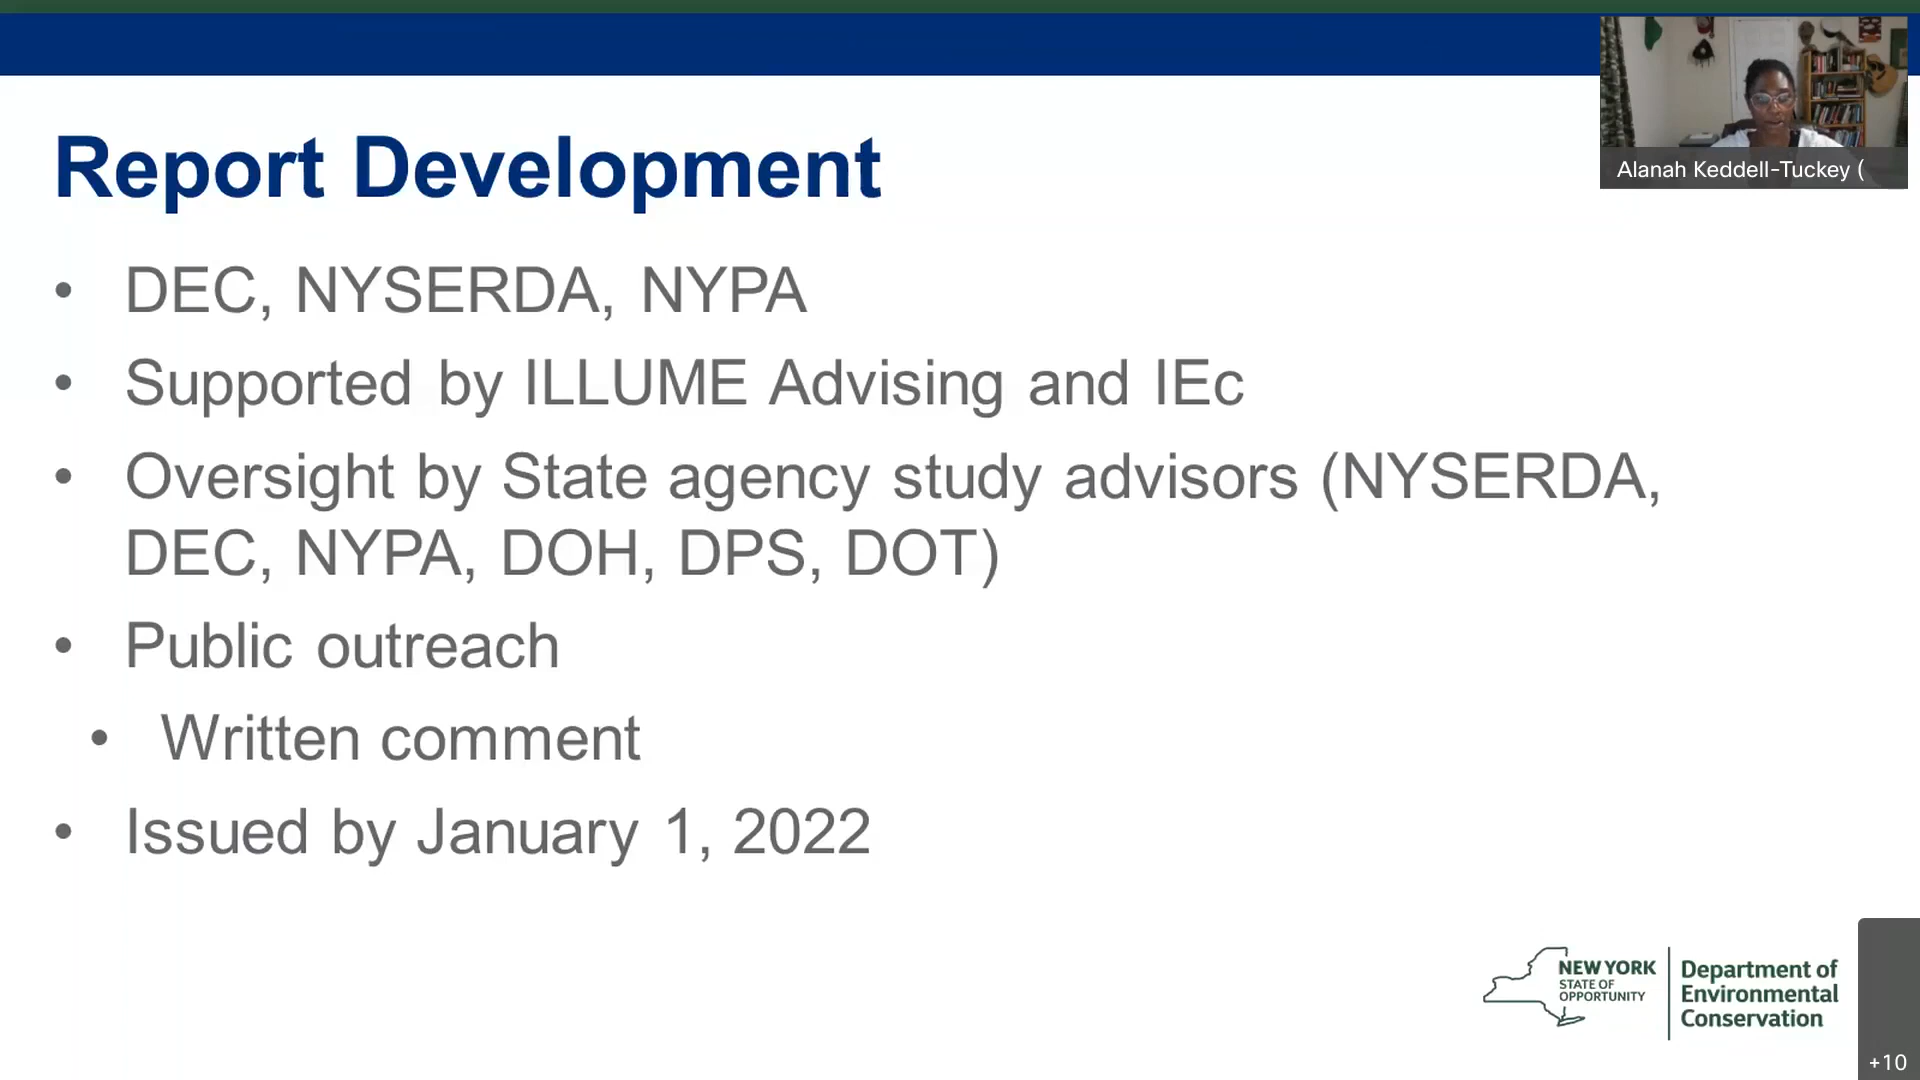 Alanah Keddell-Tuckey (
Report Development
• DEC, NYSERDA, NYPA
• Supported by ILLUME Advising and IEc
• Oversight by State agency study advisors (NYSERDA,
DEC, NYPA, DOH, DPS, DOT)
• Public outreach
• Written comment
• Issued by January 1, 2022
NEW YORK
STATE OF
OPPORTUNITY
Department of
Environmental
Conservation
+10